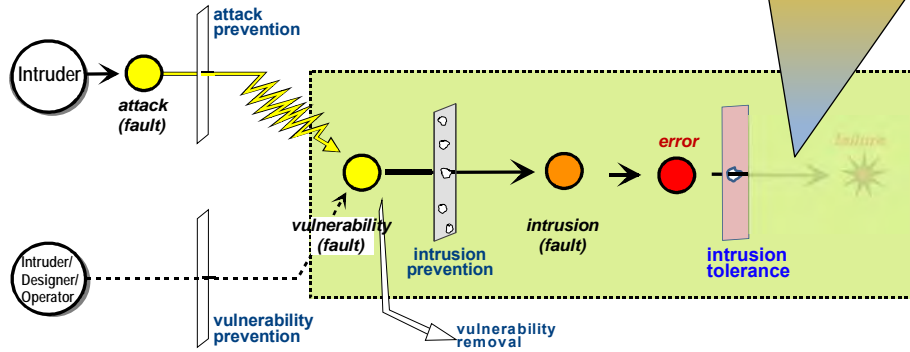 attack
prevention
Intruder
attack
(fault)
error
failure
vulnerability
(fault)
intrusion
prevention
intrusion
(fault)
intrusion
tolerance
Intruder/
Designer/
Operator
vulnerability
prevention
vulnerability
removal